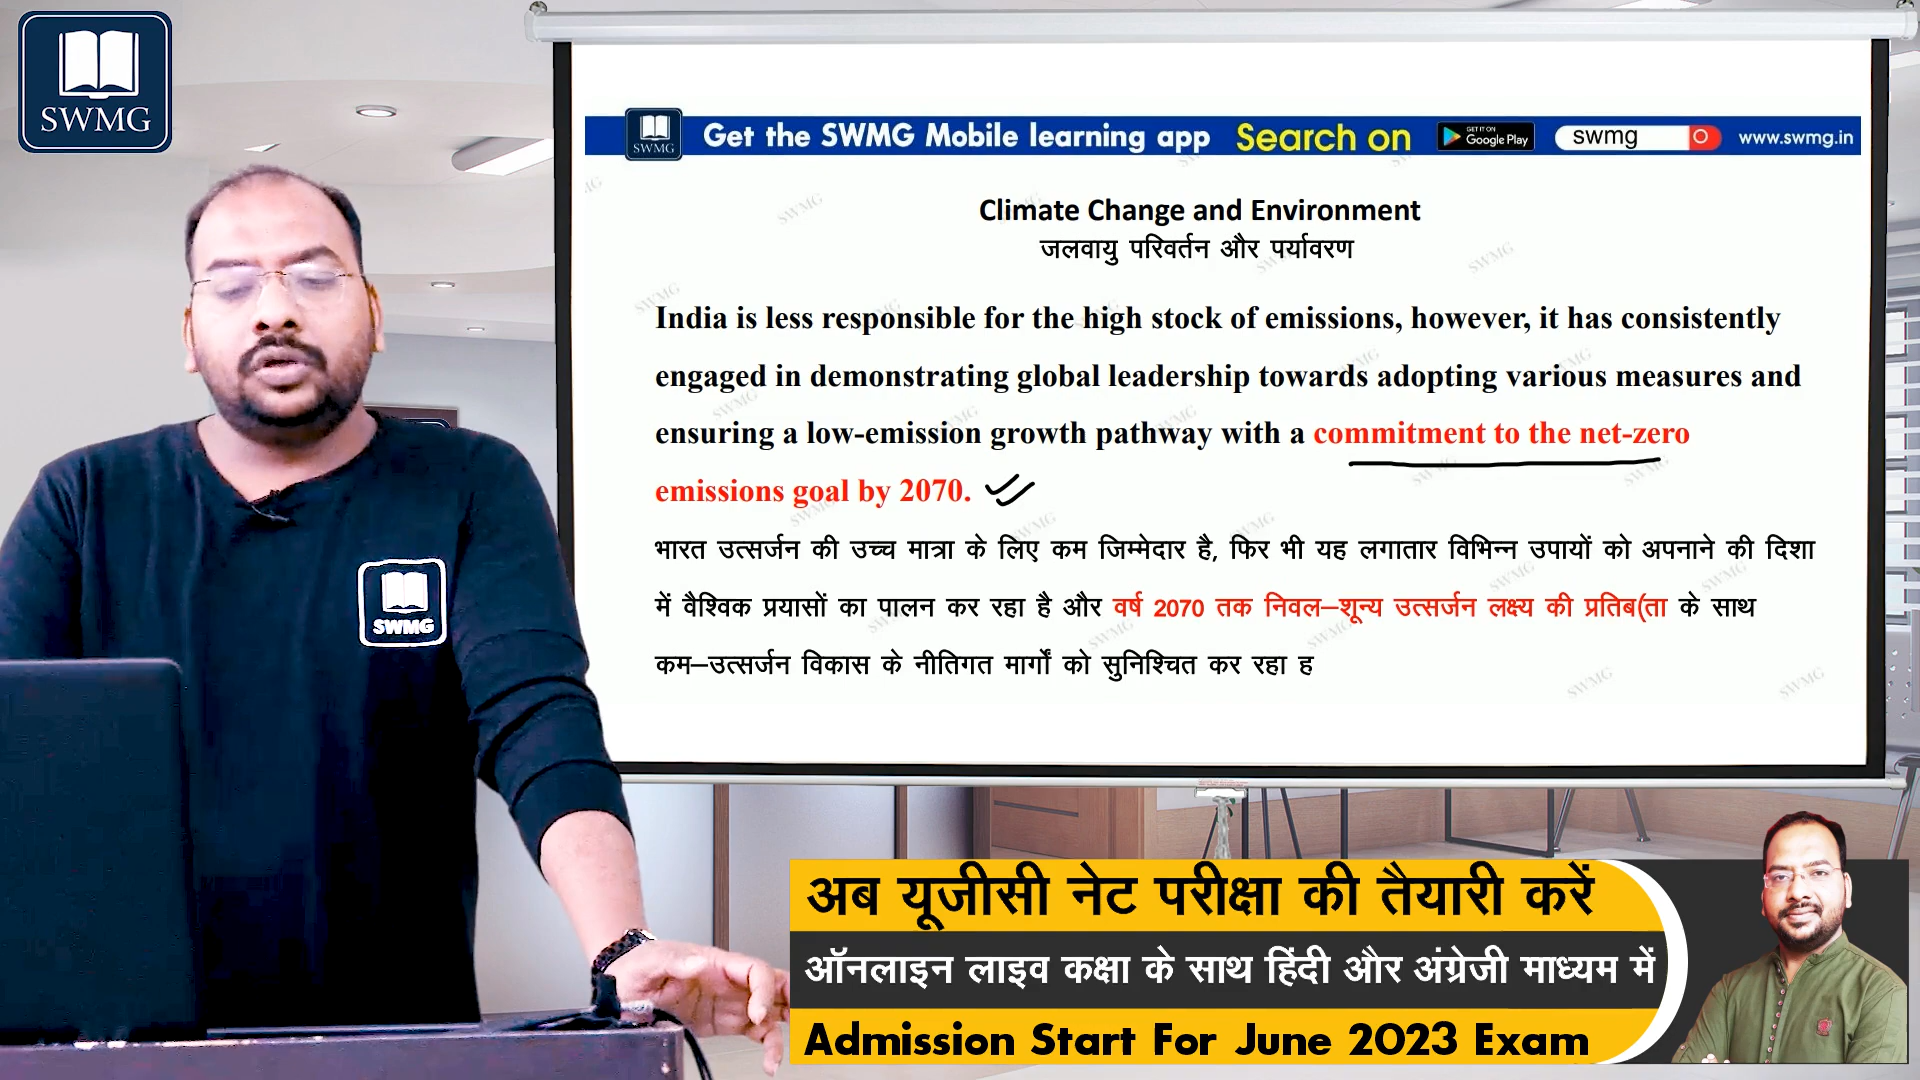 SWMG
SWMG
Get the SWMG Mobile learning app Search on GET IT ON Google Play swmg www.swmg.in
Climate Change and Environment
जलवायु परिवर्तन और पर्यावरण
India is less responsible for the high stock of emissions, however, it has consistently
engaged in demonstrating global leadership towards adopting various measures and
ensuring a low-emission growth pathway with a commitment to the net-zero
emissions goal by 2070.
भारत उत्सर्जन की उच्च मात्रा के लिए कम जिम्मेदार है, फिर भी यह लगातार विभिन्न उपायों को अपनाने की दिशा
में वैश्विक प्रयासों का पालन कर रहा है और वर्ष 2070 तक निवल–शून्य उत्सर्जन लक्ष्य की प्रतिब(ता के साथ
कम–उत्सर्जन विकास के नीतिगत मार्गों को सुनिश्चित कर रहा ह
SWMG
अब यूजीसी नेट परीक्षा की तैयारी करें
ऑनलाइन लाइव कक्षा के साथ हिंदी और अंग्रेजी माध्यम में
Admission Start For June 2023 Exam